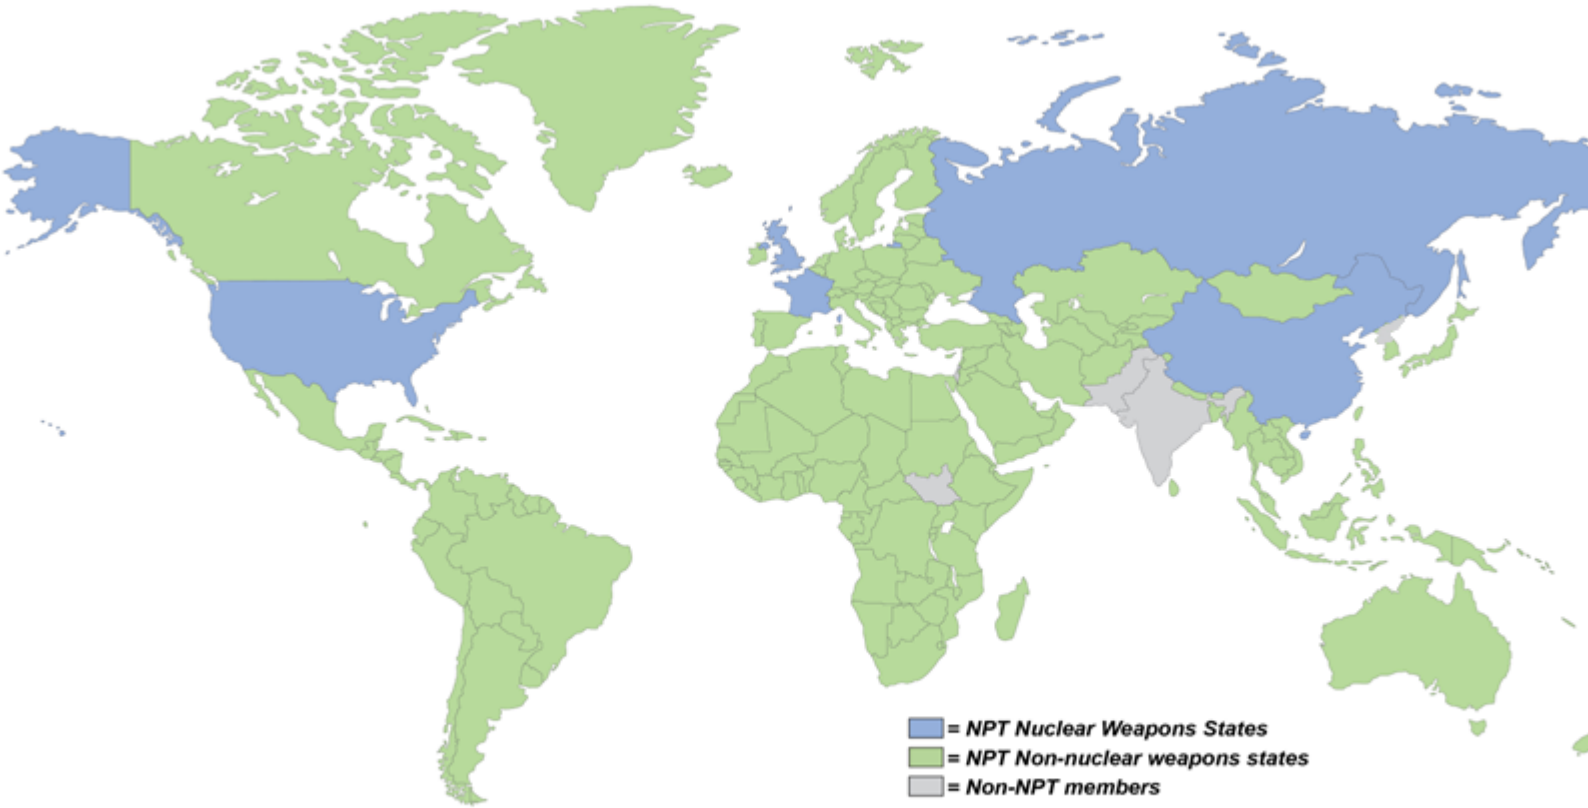 = NPT Nuclear Weapons States
= NPT Non-nuclear weapons states
= Non-NPT members